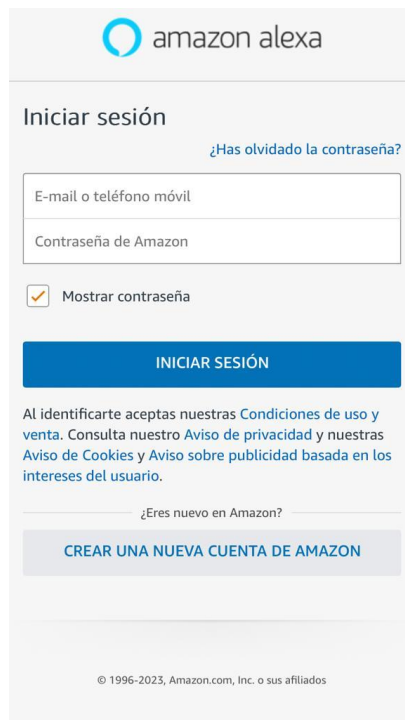 amazon alexa
Iniciar sesión
¿Has olvidado la contraseña?
E-mail o teléfono móvil
Contraseña de Amazon
Mostrar contraseña
INICIAR SESIÓN
Al identificarte aceptas nuestras Condiciones de uso y
venta. Consulta nuestro Aviso de privacidad y nuestras
Aviso de Cookies y Aviso sobre publicidad basada en los
intereses del usuario.
¿Eres nuevo en Amazon?
CREAR UNA NUEVA CUENTA DE AMAZON
© 1996-2023, Amazon.com, Inc. o sus afiliados